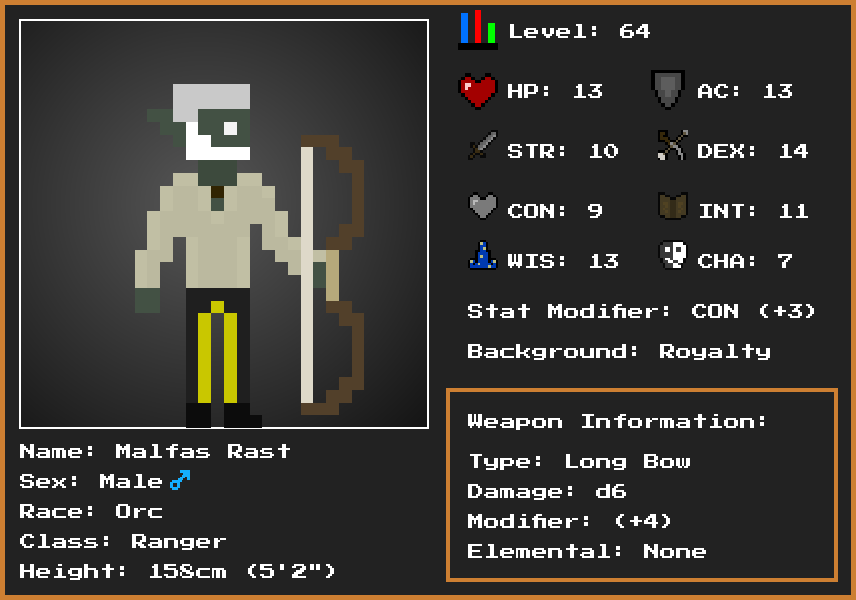 Level: 64
HP: 13
AC: 13
STR: 10
DEX: 14
CON: 9
INT: 11
WIS: 13
CHA: 7
Stat Modifier: CON (+3)
Background: Royalty
Weapon Information:
Type: Long Bow
Damage: d6
Modifier: (+4)
Elemental: None
Name: Malfas Rast
Sex: Male ♂
Race: Orc
Class: Ranger
Height: 158cm (5'2")